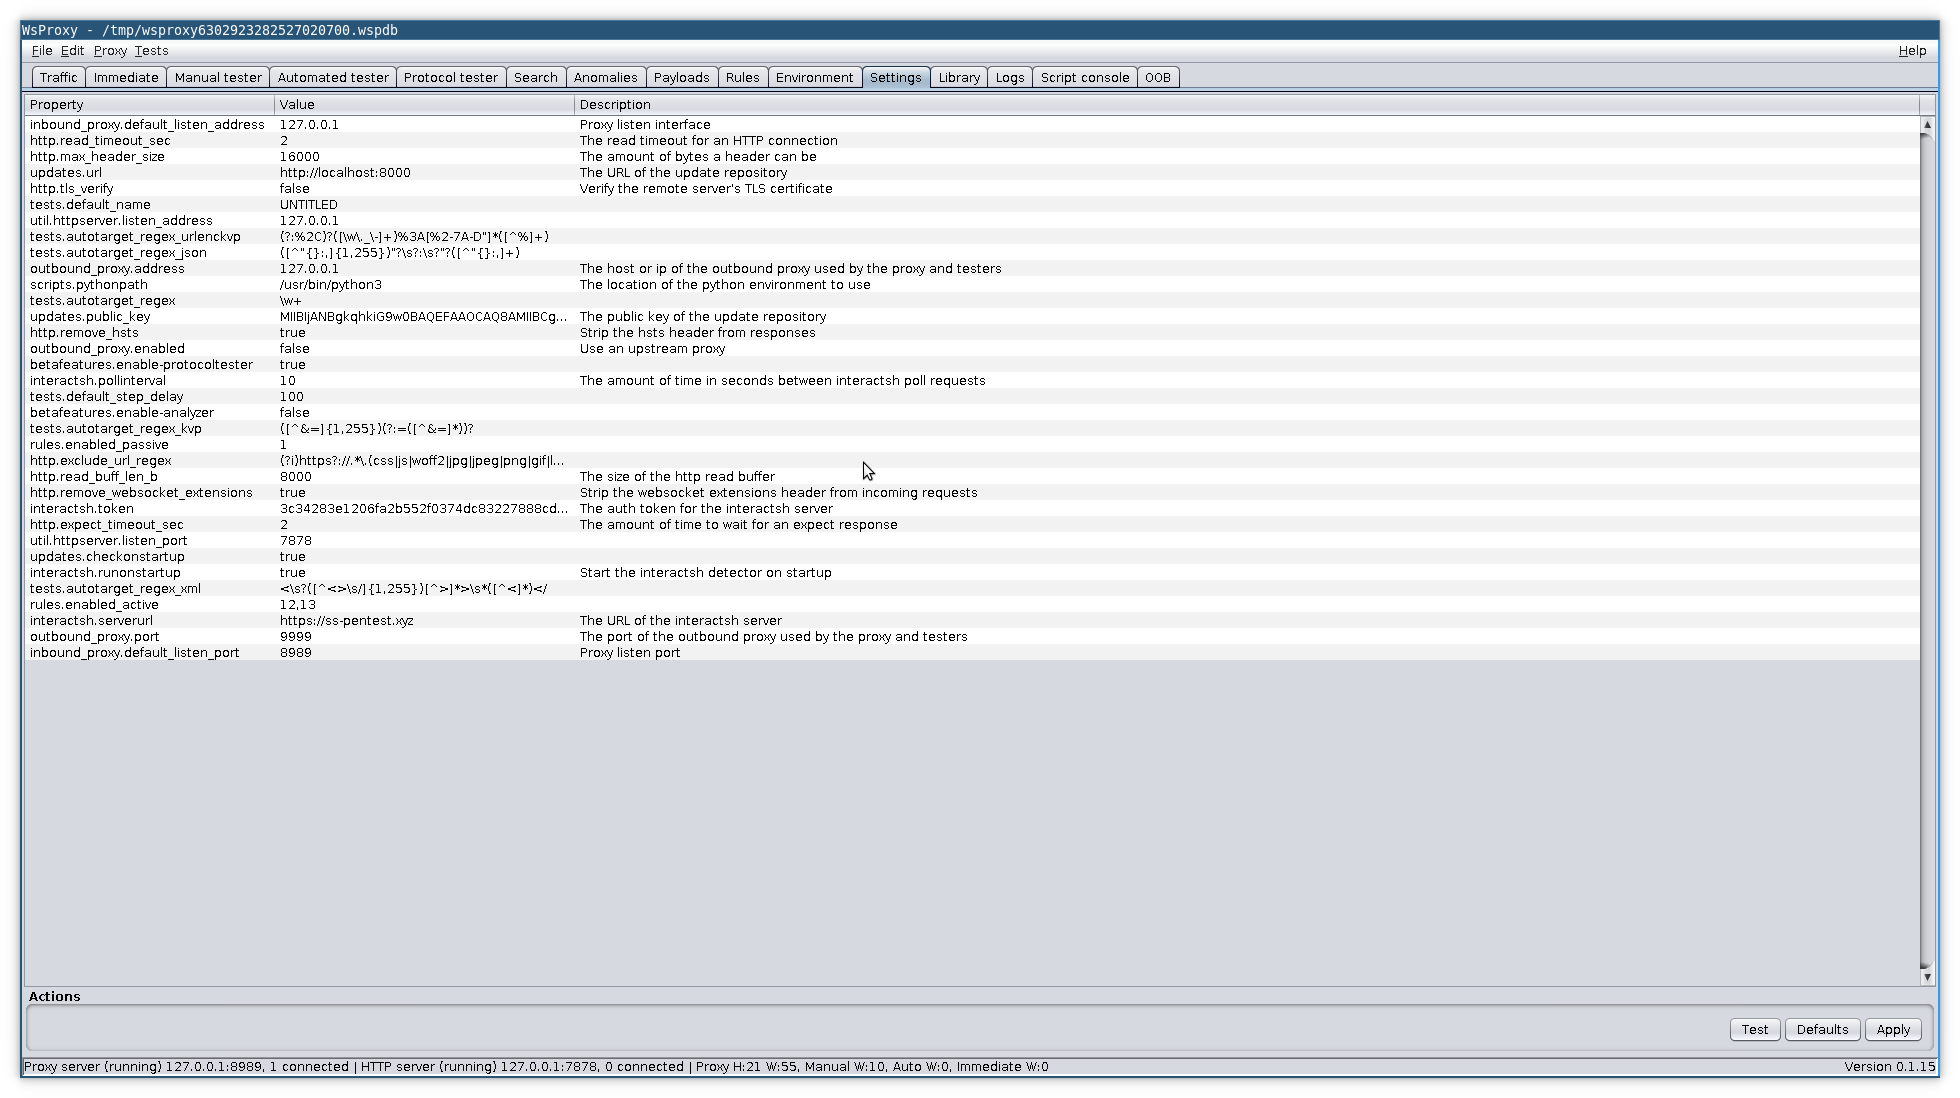 WsProxy - /tmp/wsproxy6302923282527020700.wspdb
File Edit Proxy Tests Help
Traffic Immediate Manual tester Automated tester Protocol tester Search Anomalies Payloads Rules Environment Settings Library Logs Script console OOB
Property Value Description
inbound_proxy.default_listen_address 127.0.0.1 Proxy listen interface
http.read_timeout_sec 2 The read timeout for an HTTP connection
http.max_header_size 16000 The amount of bytes a header can be
updates.url http://localhost:8000 The URL of the update repository
http.tls_verify false Verify the remote server's TLS certificate
tests.default_name UNTITLED
util.httpserver.listen_address 127.0.0.1
tests.autotarget_regex_urlenckvp (?:%2C)?([\w\._\-]+)%3A[%2-7A-D"]*([^%]+)
tests.autotarget_regex_json ([^"{}:,]{1,255})"?\s?:\s?"?([^"{}:,]+)
outbound_proxy.address 127.0.0.1 The host or ip of the outbound proxy used by the proxy and testers
scripts.pythonpath /usr/bin/python3 The location of the python environment to use
tests.autotarget_regex \w+
updates.public_key MIIBIjANBgkqhkiG9w0BAQEFAAOCAQ8AMIIBCg... The public key of the update repository
http.remove_hsts true Strip the hsts header from responses
outbound_proxy.enabled false Use an upstream proxy
betafeatures.enable-protocoltester true
interactsh.pollinterval 10 The amount of time in seconds between interactsh poll requests
tests.default_step_delay 100
betafeatures.enable-analyzer false
tests.autotarget_regex_kvp ([^&=]{1,255})(?:=([^&=]*))?
rules.enabled_passive 1
http.exclude_url_regex (?i)https?://.*\.(css|js|woff2|jpg|jpeg|png|gif|l...
http.read_buff_len_b 8000 The size of the http read buffer
http.remove_websocket_extensions true Strip the websocket extensions header from incoming requests
interactsh.token 3c34283e1206fa2b552f0374dc83227888cd... The auth token for the interactsh server
http.expect_timeout_sec 2 The amount of time to wait for an expect response
util.httpserver.listen_port 7878
updates.checkonstartup true
interactsh.runonstartup true Start the interactsh detector on startup
tests.autotarget_regex_xml <\s?([^<>\s/]{1,255})[^>]*>\s*([^<]*)</
rules.enabled_active 12,13
interactsh.serverurl https://ss-pentest.xyz The URL of the interactsh server
outbound_proxy.port 9999 The port of the outbound proxy used by the proxy and testers
inbound_proxy.default_listen_port 8989 Proxy listen port
Actions
Test Defaults Apply
Proxy server (running) 127.0.0.1:8989, 1 connected | HTTP server (running) 127.0.0.1:7878, 0 connected | Proxy H:21 W:55, Manual W:10, Auto W:0, Immediate W:0 Version 0.1.15